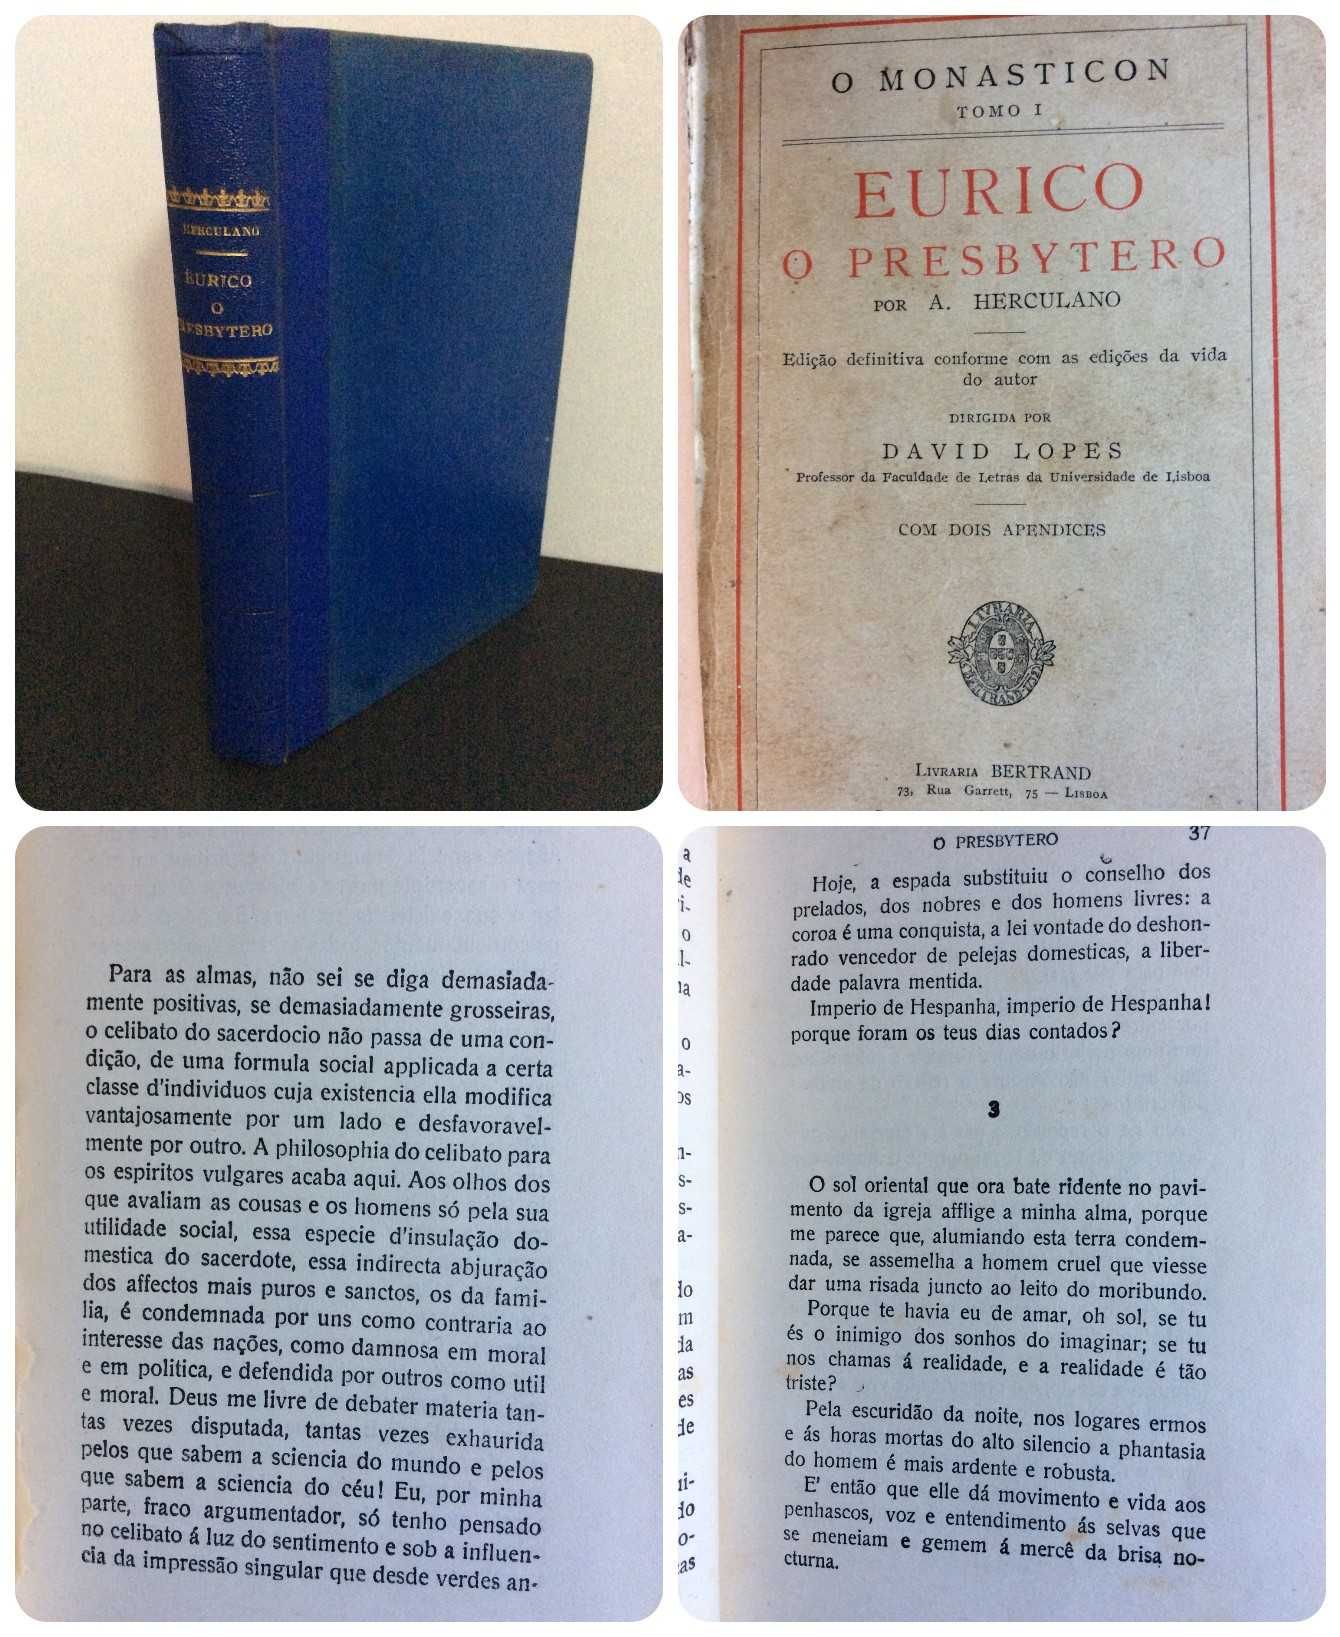 HERCULANO
EURICO
O
PRESBYTERO
O MONASTICON
TOMO I
EURICO
O PRESBYTERO
POR A. HERCULANO
Edição definitiva conforme com as edições da vida
do autor
DIRIGIDA POR
DAVID LOPES
Professor da Faculdade de Letras da Universidade de Lisboa
COM DOIS APENDICES
LIVRARIA
BERTRAND
LIVRARIA BERTRAND
73, Rua Garrett, 75 — LISBOA
Para as almas, não sei se diga demasiada-
mente positivas, se demasiadamente grosseiras,
o celibato do sacerdocio não passa de uma con-
dição, de uma formula social applicada a certa
classe d'individuos cuja existencia ella modifica
vantajosamente por um lado e desfavoravel-
mente por outro. A philosophia do celibato para
os espiritos vulgares acaba aqui. Aos olhos dos
que avaliam as cousas e os homens só pela sua
utilidade social, essa especie d'insulação do-
mestica do sacerdote, essa indirecta abjuração
dos affectos mais puros e sanctos, os da fami-
lia, é condemnada por uns como contraria ao
interesse das nações, como damnosa em moral
e em politica, e defendida por outros como util
e moral. Deus me livre de debater materia tan-
tas vezes disputada, tantas vezes exhaurida
pelos que sabem a sciencia do mundo e pelos
que sabem a sciencia do céu! Eu, por minha
parte, fraco argumentador, só tenho pensado
no celibato á luz do sentimento e sob a influen-
cia da impressão singular que desde verdes an-
O PRESBYTERO 37
Hoje, a espada substituiu o conselho dos
prelados, dos nobres e dos homens livres: a
coroa é uma conquista, a lei vontade do deshon-
rado vencedor de pelejas domesticas, a liber-
dade palavra mentida.
Imperio de Hespanha, imperio de Hespanha!
porque foram os teus dias contados?
3
O sol oriental que ora bate ridente no pavi-
mento da igreja afflige a minha alma, porque
me parece que, alumiando esta terra condem-
nada, se assemelha a homem cruel que viesse
dar uma risada juncto ao leito do moribundo.
Porque te havia eu de amar, oh sol, se tu
és o inimigo dos sonhos do imaginar; se tu
nos chamas á realidade, e a realidade é tão
triste?
Pela escuridão da noite, nos logares ermos
e ás horas mortas do alto silencio a phantasia
do homem é mais ardente e robusta.
E' então que elle dá movimento e vida aos
penhascos, voz e entendimento ás selvas que
se meneiam e gemem á mercê da brisa no-
cturna.